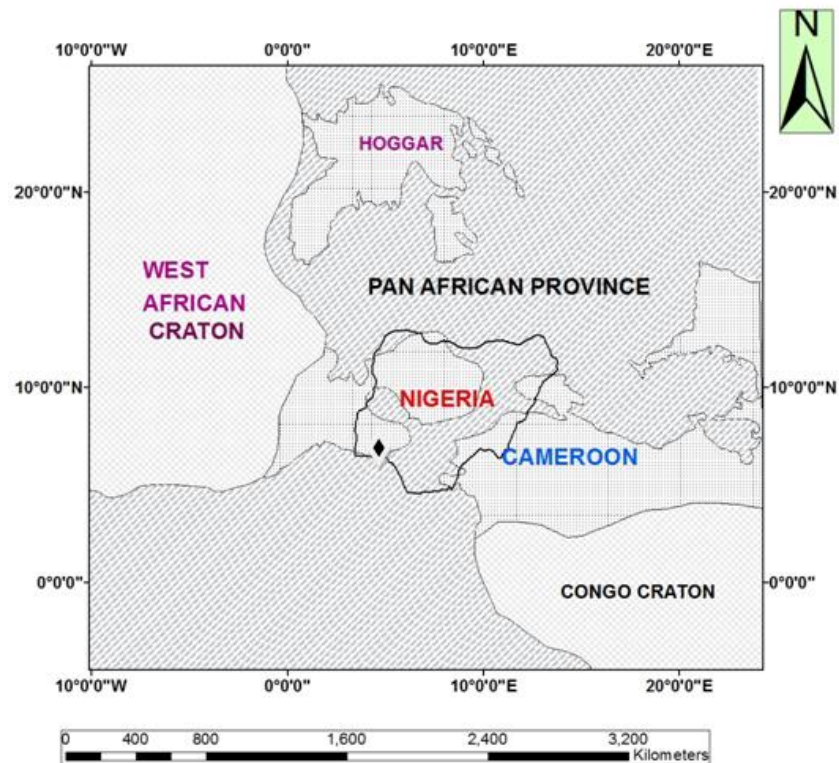 N
10°0'0"W 0°0'0" 10°0'0"E 20°0'0"E
HOGGAR
20°0'0"N 20°0'0"N
WEST
AFRICAN
CRATON
PAN AFRICAN PROVINCE
10°0'0"N 10°0'0"N
NIGERIA
CAMEROON
0°0'0" 0°0'0"
CONGO CRATON
10°0'0"W 0°0'0" 10°0'0"E 20°0'0"E
0 400 800 1,600 2,400 3,200
Kilometers